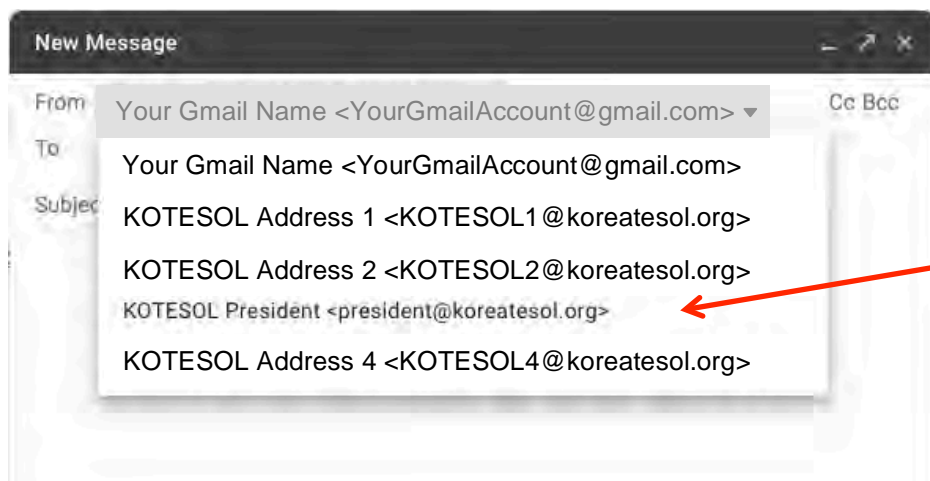 New Message
From Your Gmail Name <YourGmailAccount@gmail.com> Cc Bcc
To
Your Gmail Name <YourGmailAccount@gmail.com>
Subjec
KOTESOL Address 1 <KOTESOL1@koreatesol.org>
KOTESOL Address 2 <KOTESOL2@koreatesol.org>
KOTESOL President <president@koreatesol.org>
KOTESOL Address 4 <KOTESOL4@koreatesol.org>